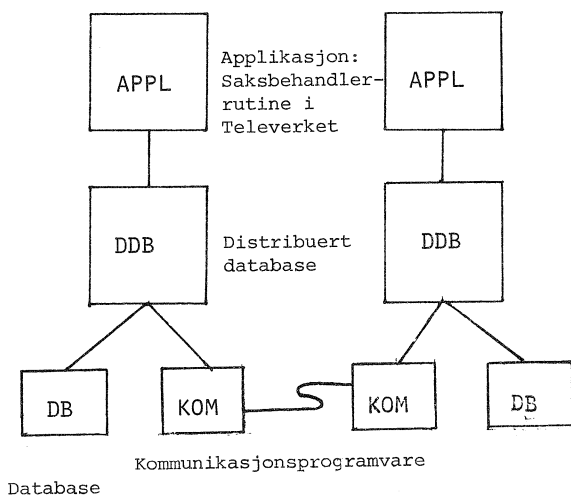 APPL
Applikasjon:
Saksbehandler-
rutine i
Televerket
APPL
DDB
Distribuert
database
DDB
DB
KOM
KOM
DB
Kommunikasjonsprogramvare
Database